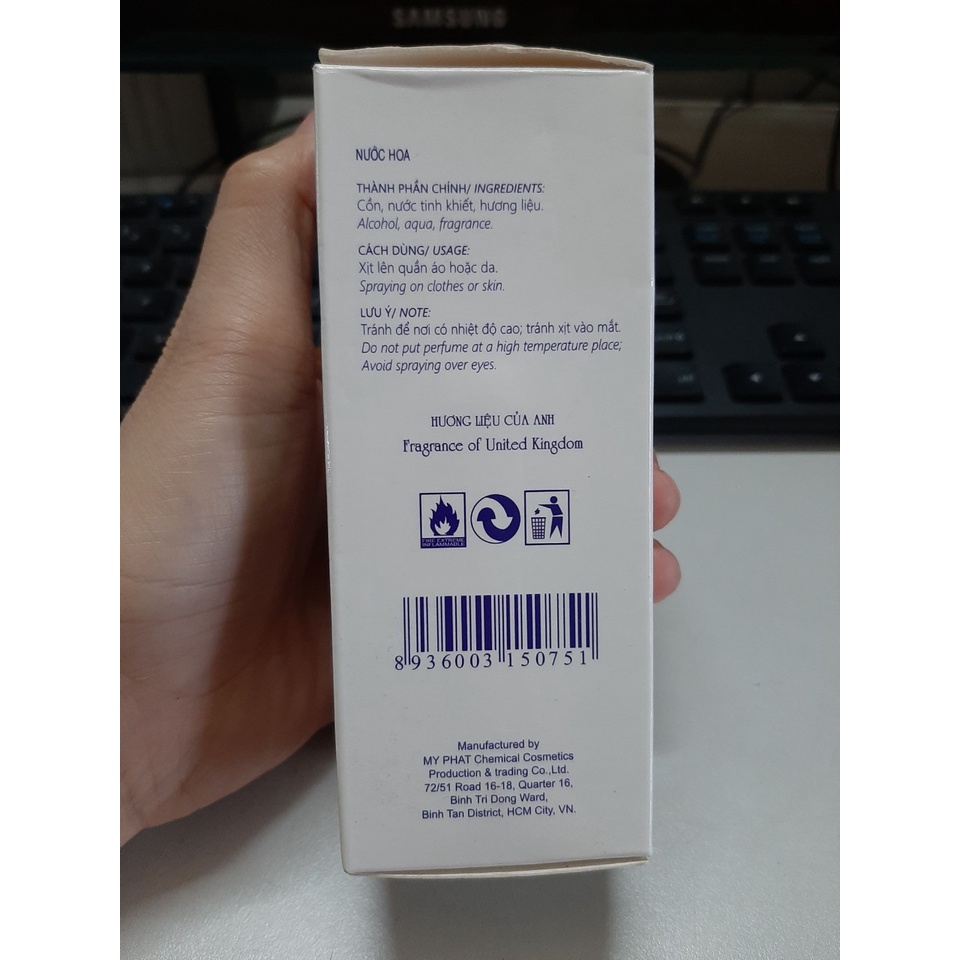 SAMSUNG
NƯỚC HOA
THÀNH PHẦN CHÍNH/ INGREDIENTS:
Cồn, nước tinh khiết, hương liệu.
Alcohol, aqua, fragrance.
CÁCH DÙNG/ USAGE:
Xịt lên quần áo hoặc da.
Spraying on clothes or skin.
LƯU Ý/ NOTE:
Tránh để nơi có nhiệt độ cao; tránh xịt vào mắt.
Do not put perfume at a high temperature place;
Avoid spraying over eyes.
HƯƠNG LIỆU CỦA ANH
Fragrance of United Kingdom
FIRE EXTREME
INFLAMMABLE
8 936003 150751
Manufactured by
MY PHAT Chemical Cosmetics
Production & trading Co.,Ltd.
72/51 Road 16-18, Quarter 16,
Binh Tri Dong Ward,
Binh Tan District, HCM City, VN.